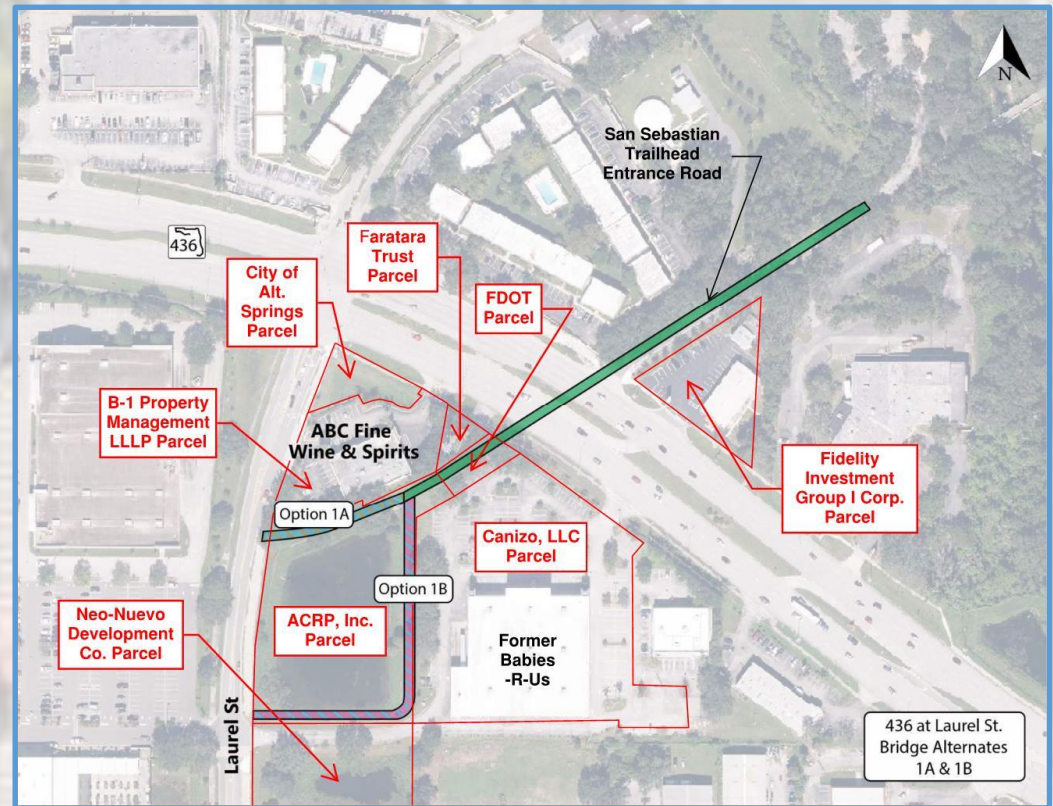 N
San Sebastian
Trailhead
Entrance Road
436
Faratara
Trust
Parcel
City of
Alt.
Springs
Parcel
FDOT
Parcel
B-1 Property
Management
LLLP Parcel
ABC Fine
Wine & Spirits
Fidelity
Investment
Group I Corp.
Parcel
Option 1A
Canizo, LLC
Parcel
Option 1B
Neo-Nuevo
Development
Co. Parcel
ACRP, Inc.
Parcel
Former
Babies
-R-Us
Laurel St
436 at Laurel St.
Bridge Alternates
1A & 1B